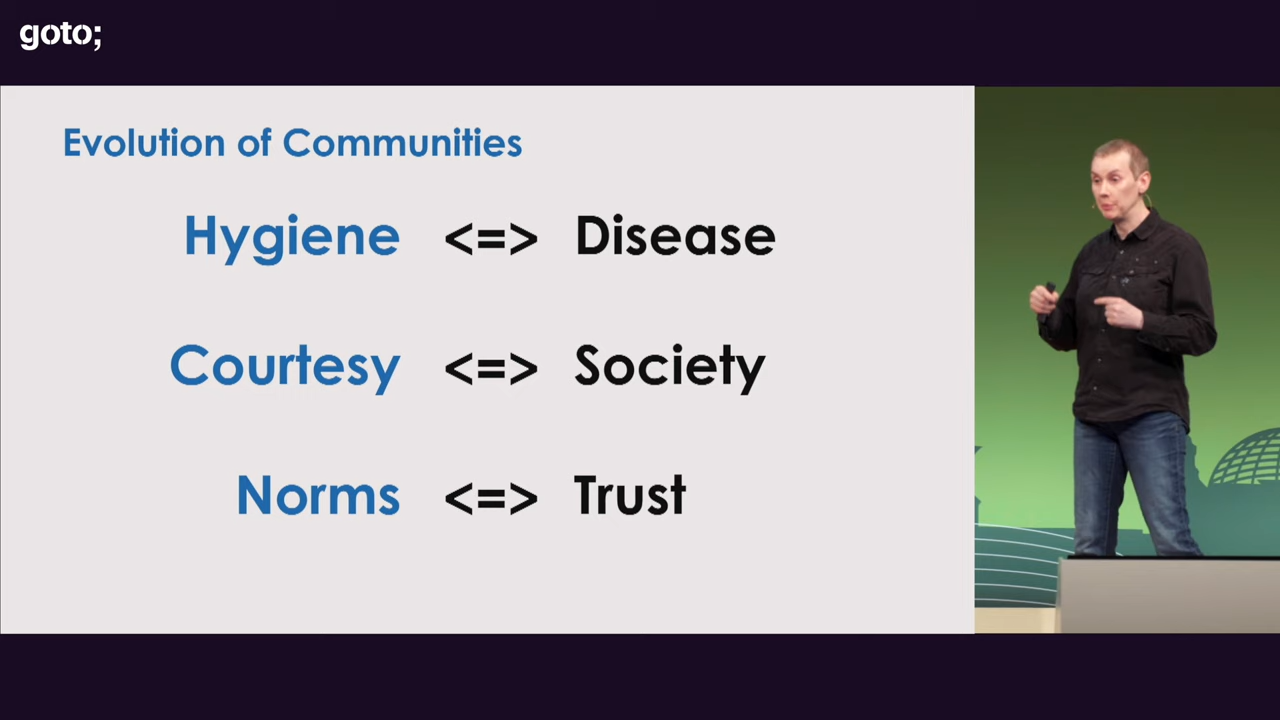 goto;
Evolution of Communities
Hygiene <=> Disease
Courtesy <=> Society
Norms <=> Trust